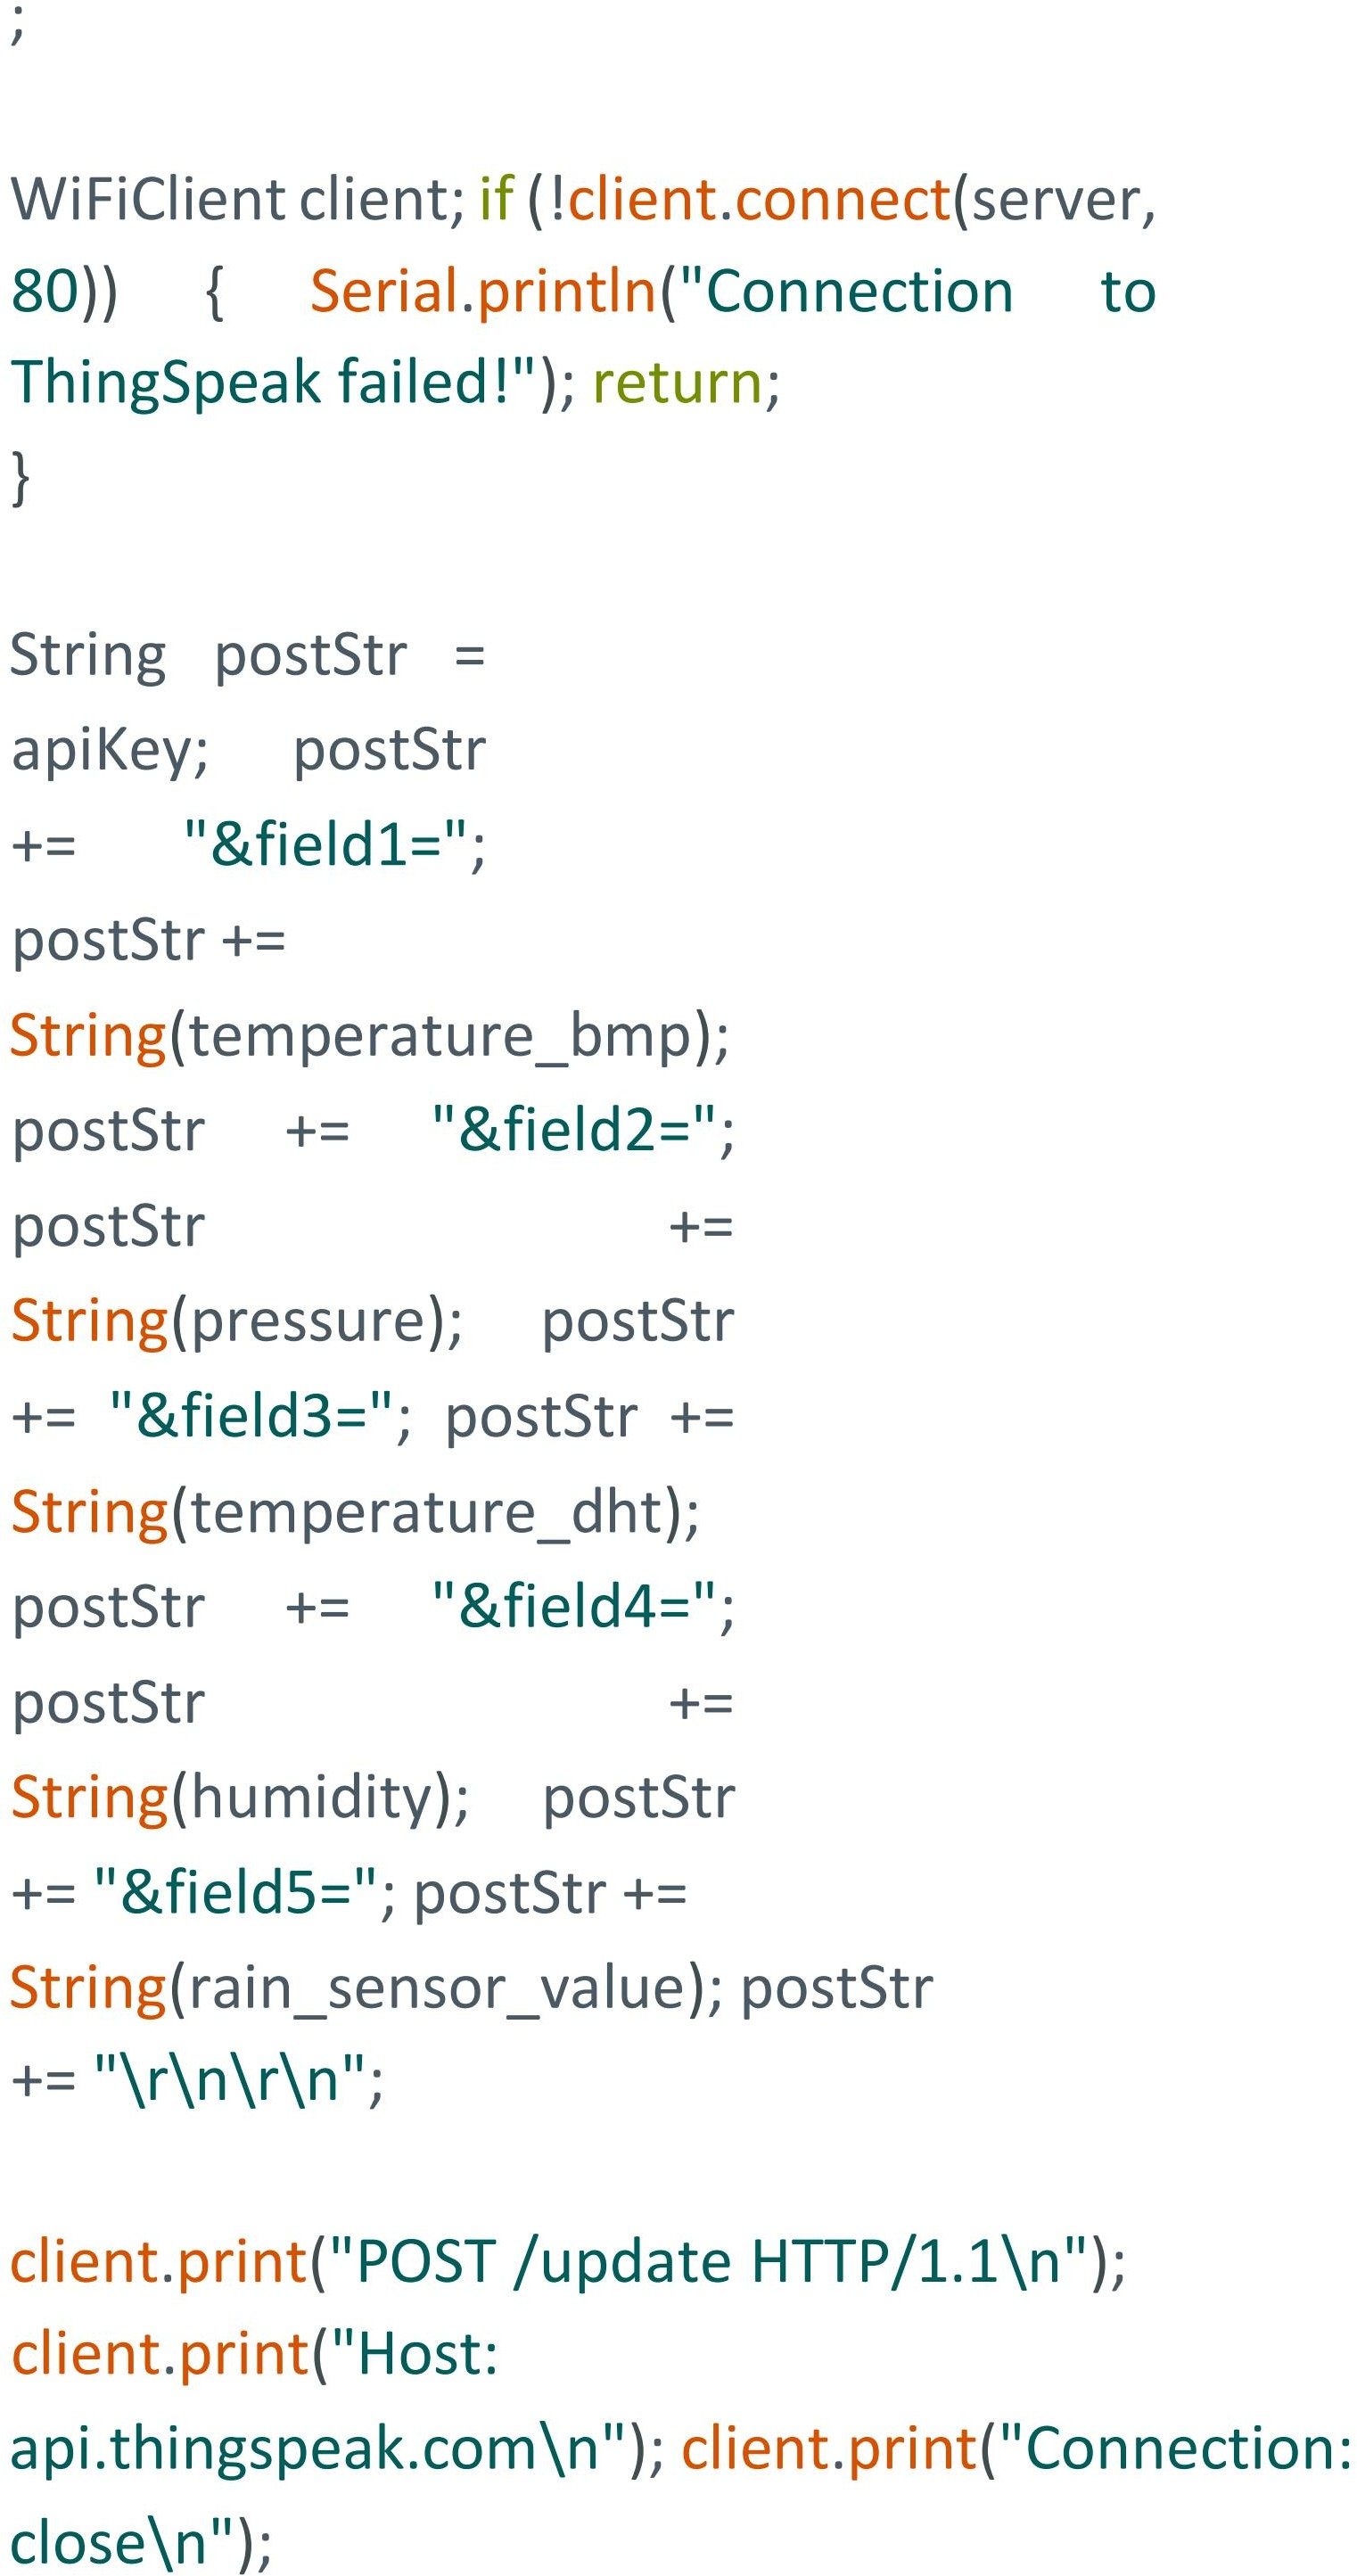 ;
WiFiClient client; if (!client.connect(server,
80)) { Serial.println("Connection to
ThingSpeak failed!"); return;
}
String postStr =
apiKey; postStr
+= "&field1=";
postStr +=
String(temperature_bmp);
postStr += "&field2=";
postStr +=
String(pressure); postStr
+= "&field3="; postStr +=
String(temperature_dht);
postStr += "&field4=";
postStr +=
String(humidity); postStr
+= "&field5="; postStr +=
String(rain_sensor_value); postStr
+= "\r\n\r\n";
client.print("POST /update HTTP/1.1\n");
client.print("Host:
api.thingspeak.com\n"); client.print("Connection:
close\n");